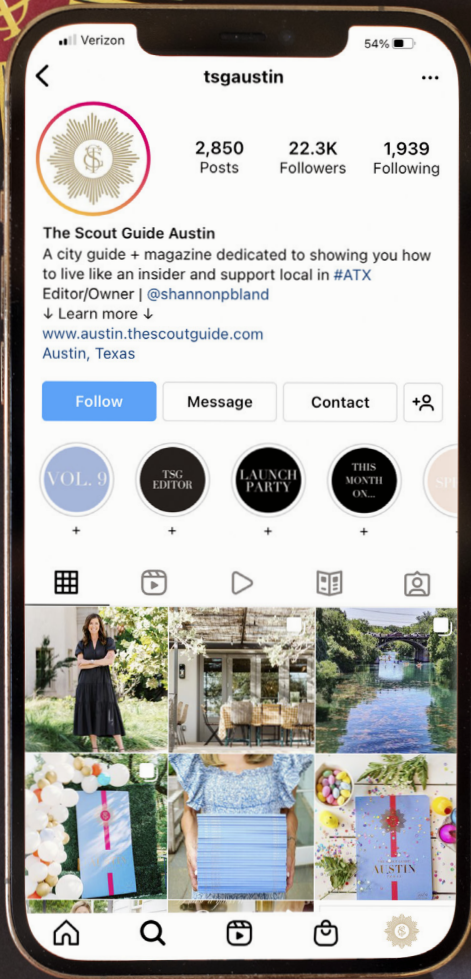 Verizon
54%
tsgaustin
2,850
Posts
22.3K
Followers
1,939
Following
The Scout Guide Austin
A city guide + magazine dedicated to showing you how
to live like an insider and support local in #ATX
Editor/Owner | @shannonpbland
↓ Learn more ↓
www.austin.thescoutguide.com
Austin, Texas
Follow
Message
Contact
VOL. 9
TSG
EDITOR
LAUNCH
PARTY
THIS
MONTH
ON...
+
+
+
+
AUSTIN